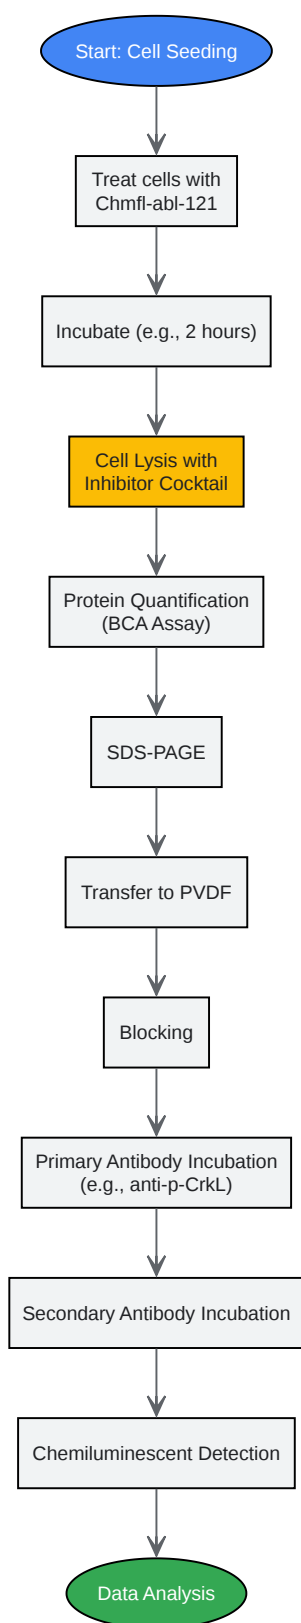 Start: Cell Seeding
Treat cells with
Chmfl-abl-121
Incubate (e.g., 2 hours)
Cell Lysis with
Inhibitor Cocktail
Protein Quantification
(BCA Assay)
SDS-PAGE
Transfer to PVDF
Blocking
Primary Antibody Incubation
(e.g., anti-p-CrkL)
Secondary Antibody Incubation
Chemiluminescent Detection
Data Analysis